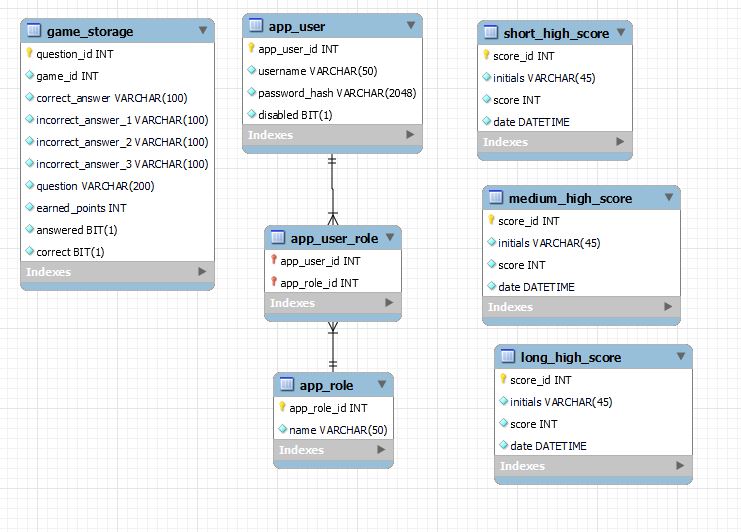 game_storage
question_id INT
game_id INT
correct_answer VARCHAR(100)
incorrect_answer_1 VARCHAR(100)
incorrect_answer_2 VARCHAR(100)
incorrect_answer_3 VARCHAR(100)
question VARCHAR(200)
earned_points INT
answered BIT(1)
correct BIT(1)
Indexes
app_user
app_user_id INT
username VARCHAR(50)
password_hash VARCHAR(2048)
disabled BIT(1)
Indexes
app_user_role
app_user_id INT
app_role_id INT
Indexes
app_role
app_role_id INT
name VARCHAR(50)
Indexes
short_high_score
score_id INT
initials VARCHAR(45)
score INT
date DATETIME
Indexes
medium_high_score
score_id INT
initials VARCHAR(45)
score INT
date DATETIME
Indexes
long_high_score
score_id INT
initials VARCHAR(45)
score INT
date DATETIME
Indexes